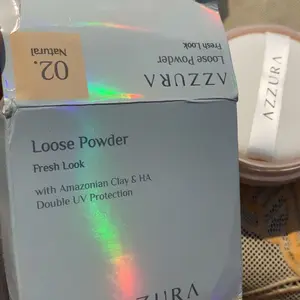 02.
Natural
AZZURA
Loose Powder
Fresh Look
AZZURA
Loose Powder
Fresh Look
with Amazonian Clay & HA
Double UV Protection
AZZURA